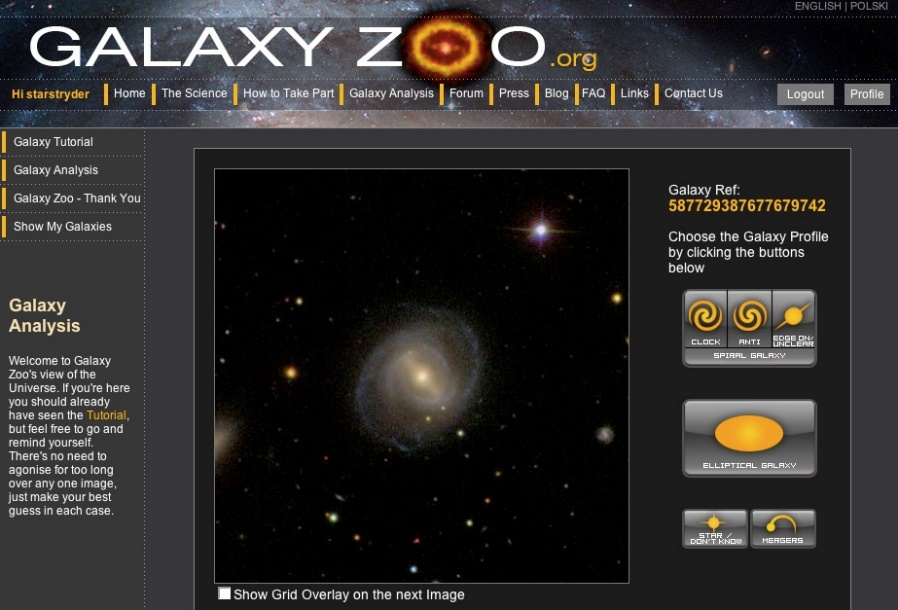 ENGLISH | POLSKI
GALAXY ZOO.org
Hi starstryder
Home
The Science
How to Take Part
Galaxy Analysis
Forum
Press
Blog
FAQ
Links
Contact Us
Logout
Profile
Galaxy Tutorial
Galaxy Analysis
Galaxy Zoo - Thank You
Show My Galaxies
Galaxy
Analysis
Welcome to Galaxy
Zoo's view of the
Universe. If you're here
you should already
have seen the Tutorial,
but feel free to go and
remind yourself.
There's no need to
agonise for too long
over any one image,
just make your best
guess in each case.
Show Grid Overlay on the next Image
Galaxy Ref:
587729387677679742
Choose the Galaxy Profile
by clicking the buttons
below
CLOCK
ANTI
EDGE ON/
UNCLEAR
SPIRAL GALAXY
ELLIPTICAL GALAXY
STAR /
DON'T KNOW
MERGERS